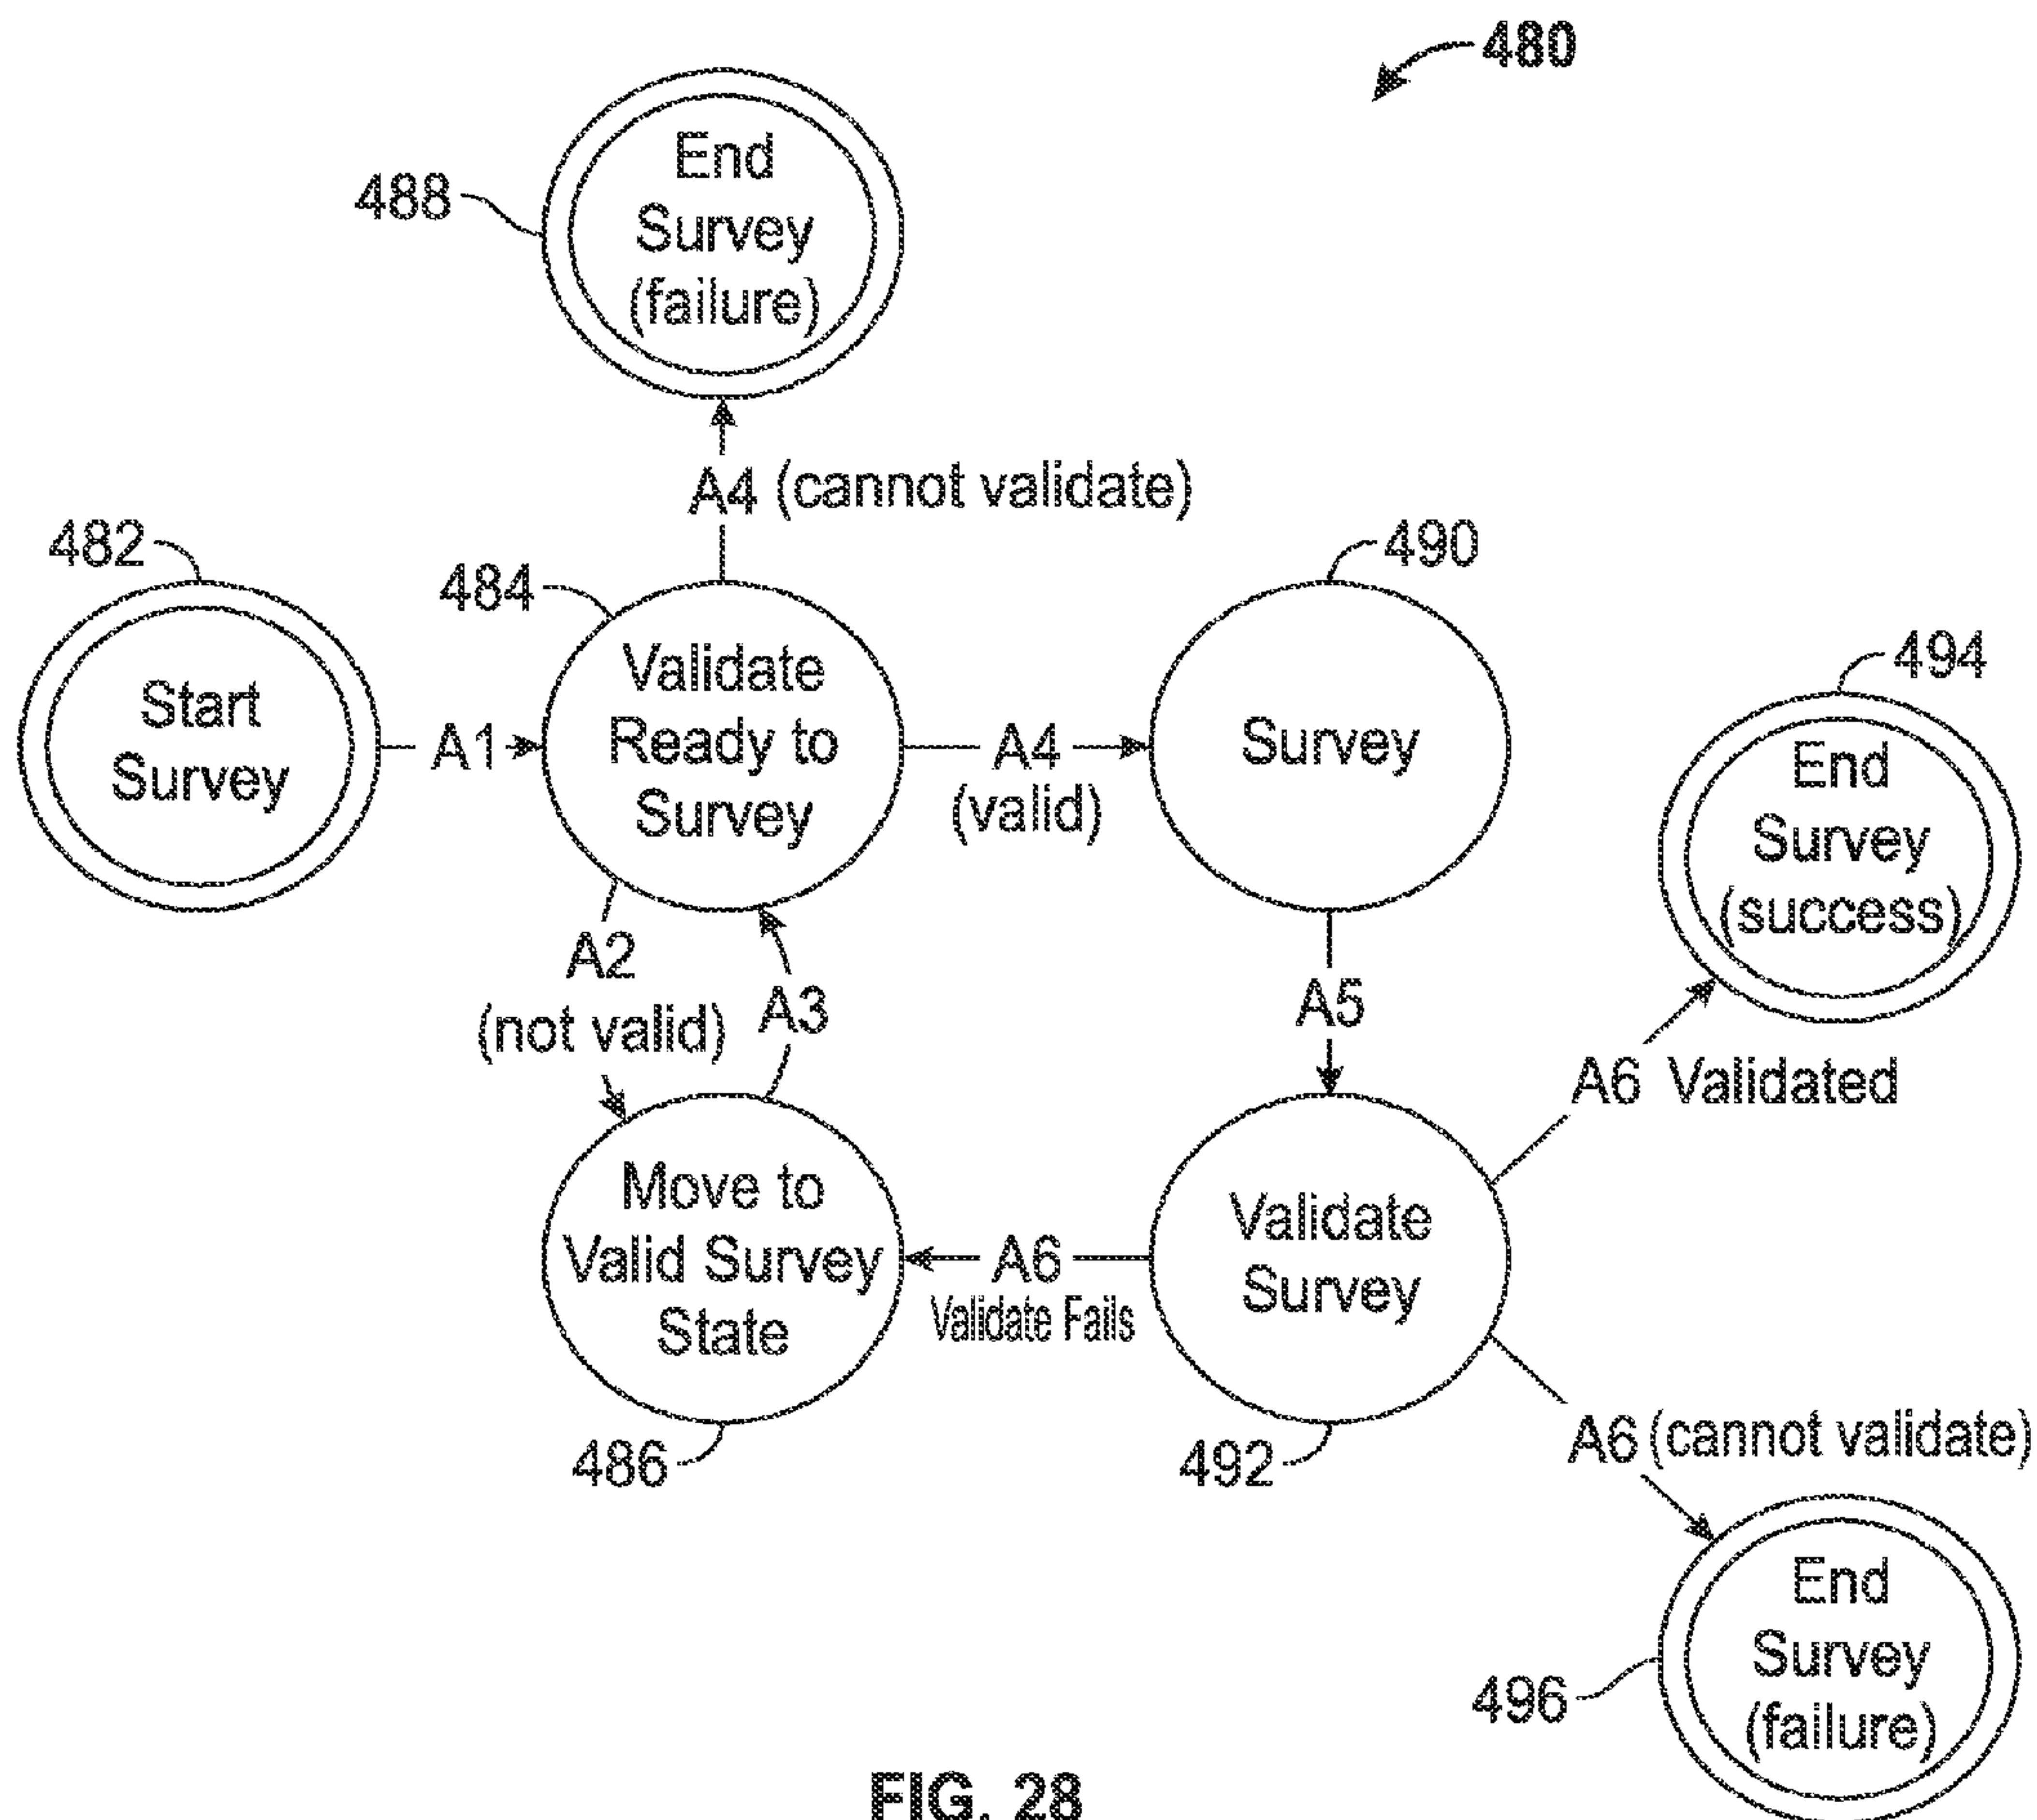 480
488
End
Survey
(failure)
A4 (cannot validate)
482
484
490
494
Start
Survey
A1
Validate
Ready to
Survey
A4
(valid)
Survey
End
Survey
(success)
A2
(not valid)
A3
A5
A6 Validated
Move to
Valid Survey
State
A6
Validate Fails
Validate
Survey
486
492
A6 (cannot validate)
496
End
Survey
(failure)
FIG. 28